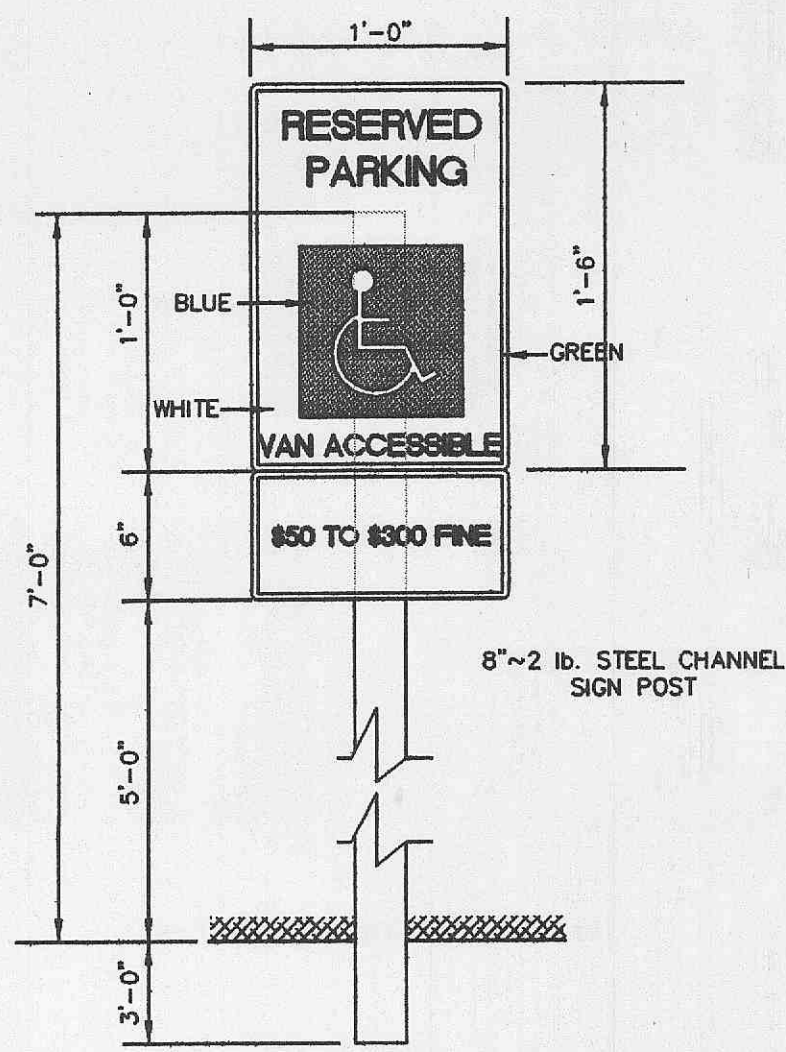 1'-0"
RESERVED
PARKING
1'-0"
BLUE
1'-6"
GREEN
WHITE
VAN ACCESSIBLE
6"
$50 TO $300 FINE
7'-0"
8"~2 lb. STEEL CHANNEL
SIGN POST
5'-0"
3'-0"